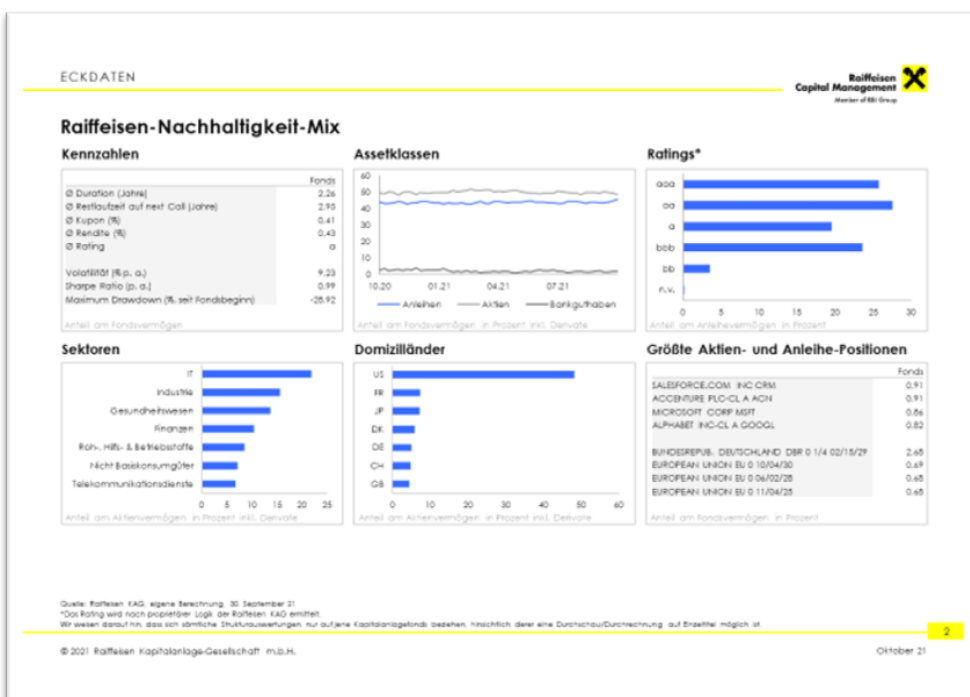 ECKDATEN
Raiffeisen
Capital Management
Member of RBI Group
Raiffeisen-Nachhaltigkeit-Mix
Kennzahlen
Fonds
Ø Duration (Jahre) 2,26
Ø Restlaufzeit auf next Call (Jahre) 2,95
Ø Kupon (%) 0,41
Ø Rendite (%) 0,43
Ø Rating a
Volatilität (% p. a.) 9,23
Sharpe Ratio (p. a.) 0,99
Maximum Drawdown (% seit Fondsbeginn) -25,92
Anteil am Fondsvermögen
Assetklassen
60
50
40
30
20
10
0
10.20 01.21 04.21 07.21
Anleihen Aktien Bankguthaben
Anteil am Fondsvermögen in Prozent inkl. Derivate
Ratings*
aaa
aa
a
bbb
bb
n.v.
0 5 10 15 20 25 30
Anteil am Anleihevermögen in Prozent
Sektoren
IT
Industrie
Gesundheitswesen
Finanzen
Roh-, Hilfs- & Betriebsstoffe
Nicht Basiskonsumgüter
Telekommunikationsdienste
0 5 10 15 20 25
Anteil am Aktienvermögen in Prozent inkl. Derivate
Domizilländer
US
FR
JP
DK
DE
CH
GB
0 10 20 30 40 50 60
Anteil am Aktienvermögen in Prozent inkl. Derivate
Größte Aktien- und Anleihe-Positionen
Fonds
SALESFORCE.COM INC CRM 0,91
ACCENTURE PLC-CL A ACN 0,91
MICROSOFT CORP MSFT 0,86
ALPHABET INC-CL A GOOGL 0,82
BUNDESREPUB. DEUTSCHLAND DBR 0 1/4 02/15/29 2,68
EUROPEAN UNION EU 0 10/04/30 0,69
EUROPEAN UNION EU 0 06/02/28 0,68
EUROPEAN UNION EU 0 11/04/25 0,68
Anteil am Fondsvermögen in Prozent
Quelle: Raiffeisen KAG, eigene Berechnung, 30. September 21
*Das Rating wird nach proprietärer Logik der Raiffeisen KAG ermittelt.
Wir weisen darauf hin, dass sich sämtliche Strukturauswertungen nur auf jene Kapitalanlagefonds beziehen, hinsichtlich derer eine Durchschau/Durchrechnung auf Einzeltitel möglich ist.
2
© 2021 Raiffeisen Kapitalanlage-Gesellschaft m.b.H.
Oktober 21